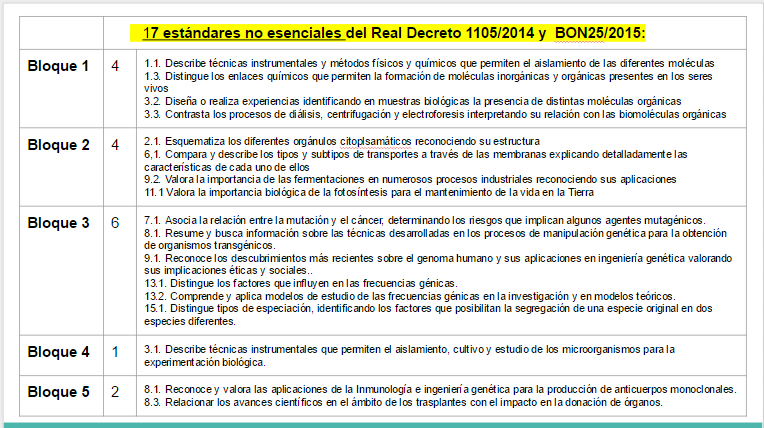 17 estándares no esenciales del Real Decreto 1105/2014 y BON25/2015:
Bloque 1
4
1.1. Describe técnicas instrumentales y métodos físicos y químicos que permiten el aislamiento de las diferentes moléculas
1.3. Distingue los enlaces químicos que permiten la formación de moléculas inorgánicas y orgánicas presentes en los seres
vivos
3.2. Diseña o realiza experiencias identificando en muestras biológicas la presencia de distintas moléculas orgánicas
3.3. Contrasta los procesos de diálisis, centrifugación y electroforesis interpretando su relación con las biomoléculas orgánicas
Bloque 2
4
2.1. Esquematiza los diferentes orgánulos citoplsamáticos reconociendo su estructura
6,1. Compara y describe los tipos y subtipos de transportes a través de las membranas explicando detalladamente las
características de cada uno de ellos
9.2. Valora la importancia de las fermentaciones en numerosos procesos industriales reconociendo sus aplicaciones
11.1 Valora la importancia biológica de la fotosíntesis para el mantenimiento de la vida en la Tierra
Bloque 3
6
7.1. Asocia la relación entre la mutación y el cáncer, determinando los riesgos que implican algunos agentes mutagénicos.
8.1. Resume y busca información sobre las técnicas desarrolladas en los procesos de manipulación genética para la obtención
de organismos transgénicos.
9.1. Reconoce los descubrimientos más recientes sobre el genoma humano y sus aplicaciones en ingeniería genética valorando
sus implicaciones éticas y sociales..
13.1. Distingue los factores que influyen en las frecuencias génicas.
13.2. Comprende y aplica modelos de estudio de las frecuencias génicas en la investigación y en modelos teóricos.
15.1. Distingue tipos de especiación, identificando los factores que posibilitan la segregación de una especie original en dos
especies diferentes.
Bloque 4
1
3.1. Describe técnicas instrumentales que permiten el aislamiento, cultivo y estudio de los microorganismos para la
experimentación biológica.
Bloque 5
2
8.1. Reconoce y valora las aplicaciones de la Inmunología e ingeniería genética para la producción de anticuerpos monoclonales.
8.3. Relacionar los avances científicos en el ámbito de los trasplantes con el impacto en la donación de órganos.